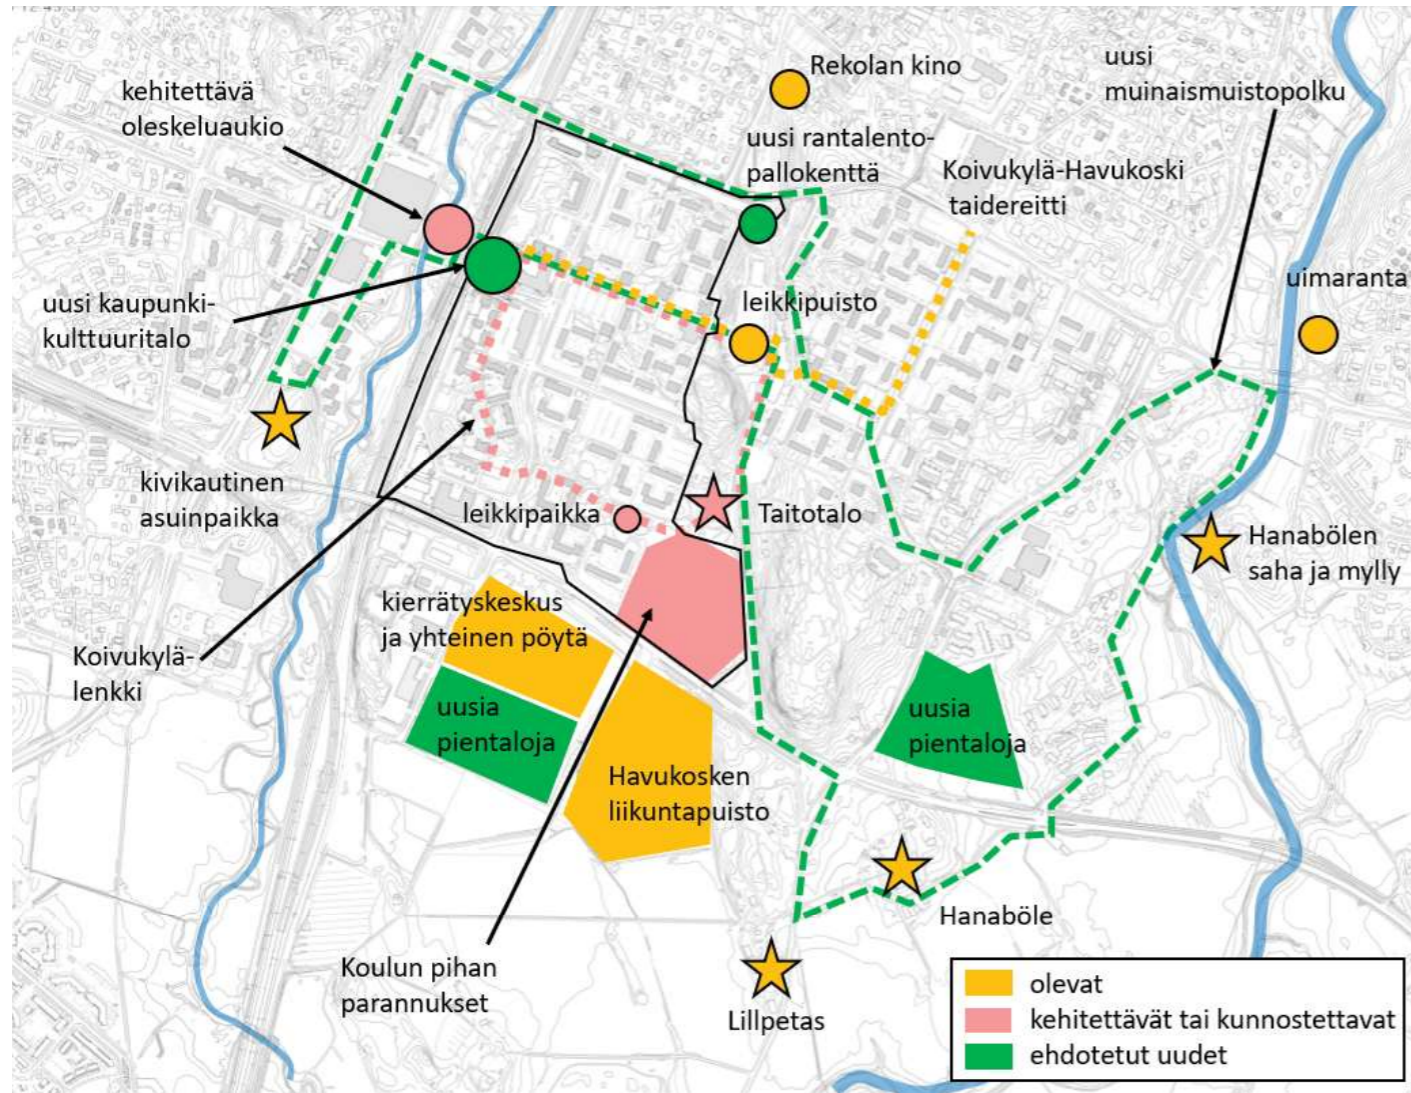 Rekolan kino
uusi
muinaismuistopolku
kehitettävä
oleskeluaukio
uusi rantalento-
pallokenttä
Koivukylä-Havukoski
taidereitti
uusi kaupunki-
kulttuuritalo
leikkipuisto
uimaranta
kivikautinen
asuinpaikka
leikkipaikka
Taitotalo
Hanabölen
saha ja mylly
kierrätyskeskus
ja yhteinen pöytä
Koivukylä-
lenkki
uusia
pientaloja
uusia
pientaloja
Havukosken
liikuntapuisto
Hanaböle
Koulun pihan
parannukset
Lillpetas
olevat
kehitettävät tai kunnostettavat
ehdotetut uudet